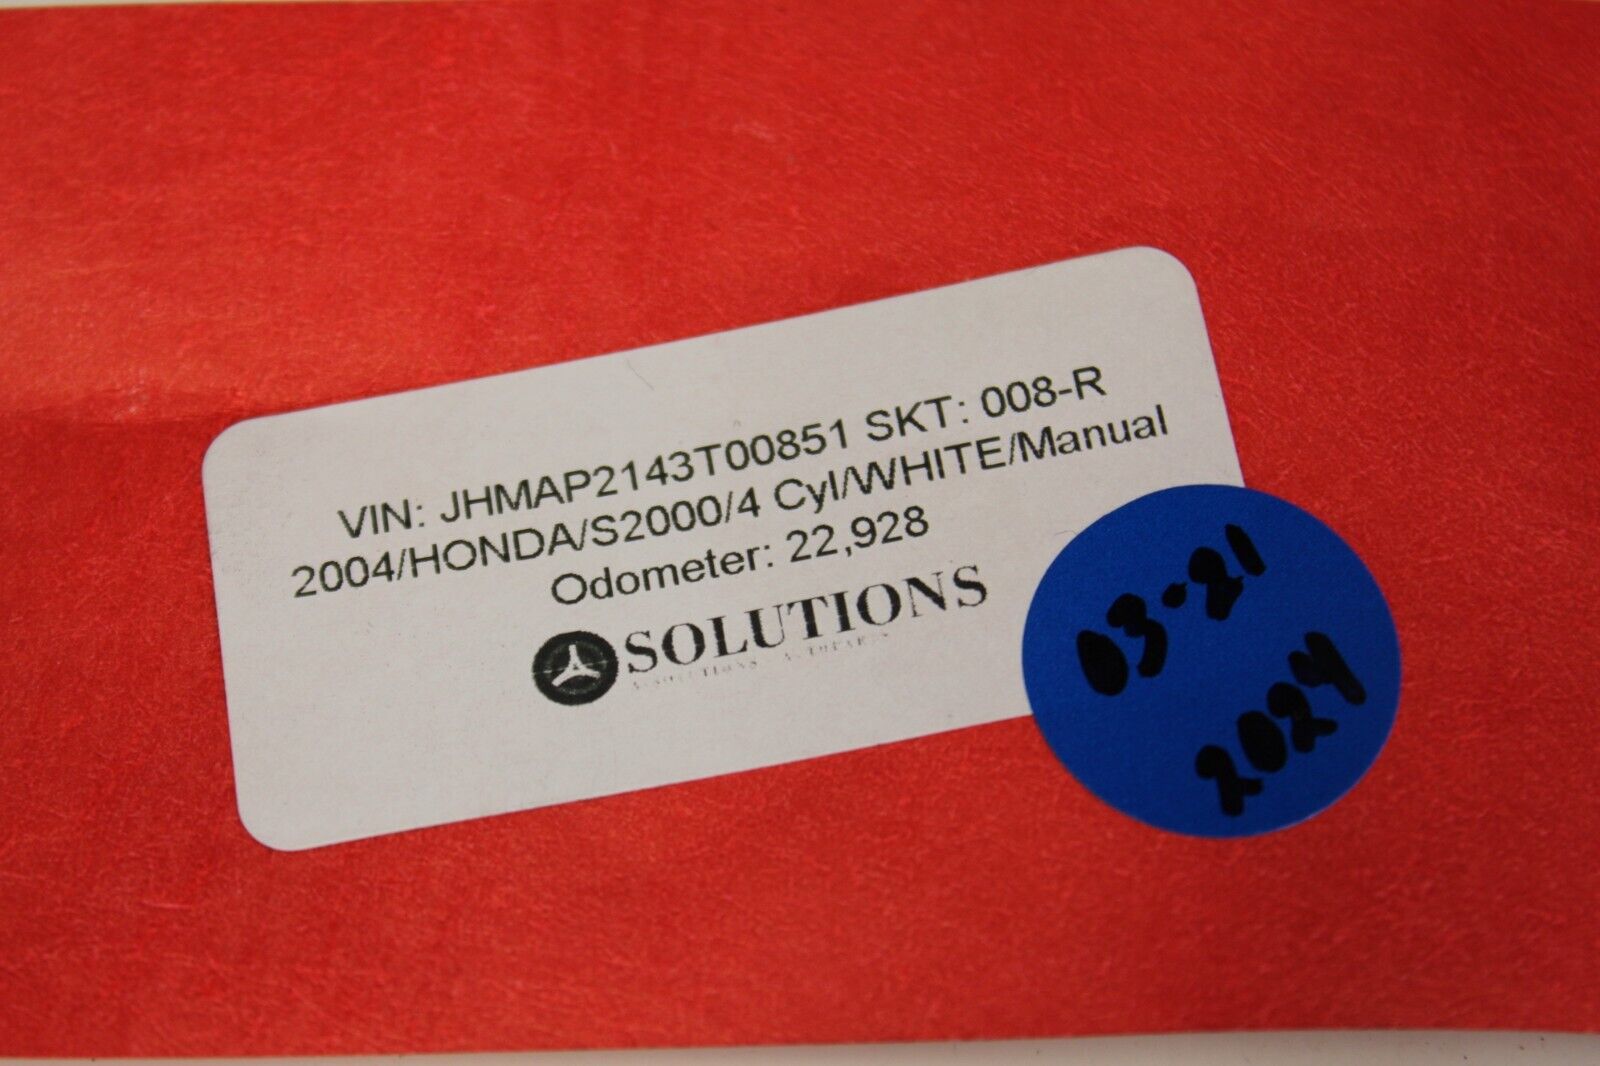 VIN: JHMAP2143T00851 SKT: 008-R
2004/HONDA/S2000/4 Cyl/WHITE/Manual
Odometer: 22,928
SOLUTIONS
03-21
2024